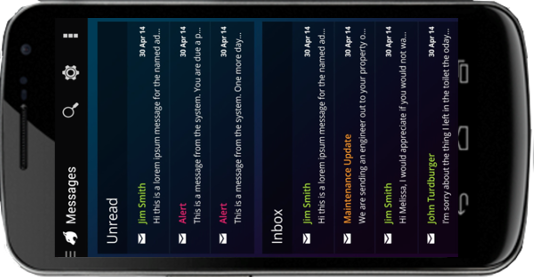 Messages
Unread
Jim Smith 30 Apr 14
Hi this is a lorem ipsum message for the named ad...
Alert 30 Apr 14
This is a message from the system. You are due a p...
Alert 30 Apr 14
This is a message from the system. One more day...
Inbox
Jim Smith 30 Apr 14
Hi this is a lorem ipsum message for the named ad...
Maintenance Update 30 Apr 14
We are sending an engineer out to your property o...
Jim Smith 30 Apr 14
Hi Melissa, I would appreciate if you would not wa...
John Turdburger 30 Apr 14
I'm sorry about the thing I left in the toilet the oday...